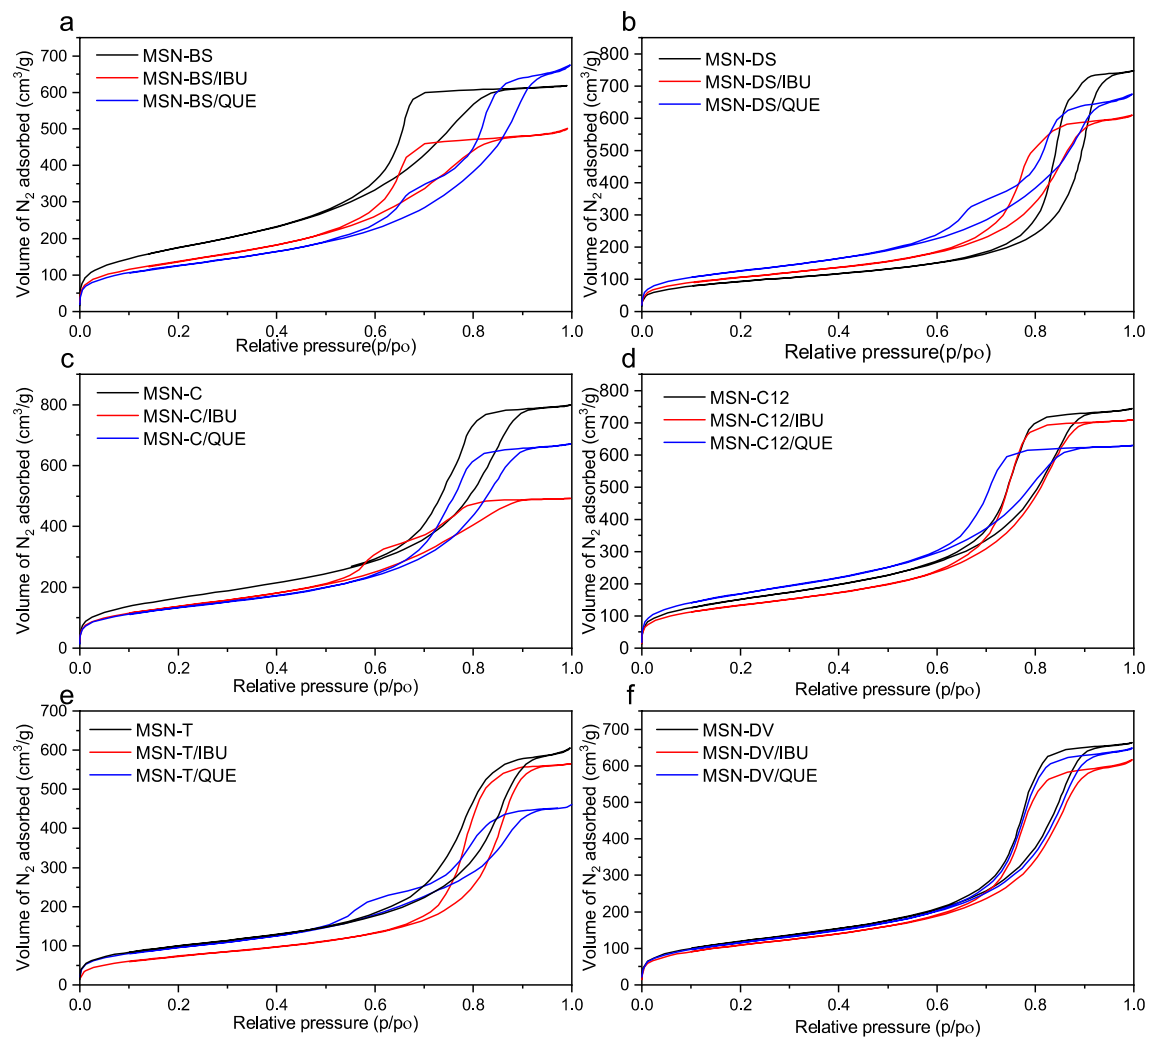 a
MSN-BS
MSN-BS/IBU
MSN-BS/QUE
Volume of N2 adsorbed (cm3/g)
700
600
500
400
300
200
100
0
0.0 0.2 0.4 0.6 0.8 1.0
Relative pressure(p/po)
b
MSN-DS
MSN-DS/IBU
MSN-DS/QUE
Volume of N2 adsorbed (cm3/g)
800
700
600
500
400
300
200
100
0
0.0 0.2 0.4 0.6 0.8 1.0
Relative pressure(p/po)
c
MSN-C
MSN-C/IBU
MSN-C/QUE
Volume of N2 adsorbed (cm3/g)
800
600
400
200
0
0.0 0.2 0.4 0.6 0.8 1.0
Relative pressure (p/po)
d
MSN-C12
MSN-C12/IBU
MSN-C12/QUE
Volume of N2 adsorbed (cm3/g)
800
700
600
500
400
300
200
100
0
0.0 0.2 0.4 0.6 0.8 1.0
Relative pressure (p/po)
e
MSN-T
MSN-T/IBU
MSN-T/QUE
Volume of N2 adsorbed (cm3/g)
700
600
500
400
300
200
100
0
0.0 0.2 0.4 0.6 0.8 1.0
Relative pressure (p/po)
f
MSN-DV
MSN-DV/IBU
MSN-DV/QUE
Volume of N2 adsorbed (cm3/g)
700
600
500
400
300
200
100
0
0.0 0.2 0.4 0.6 0.8 1.0
Relative pressure (p/po)